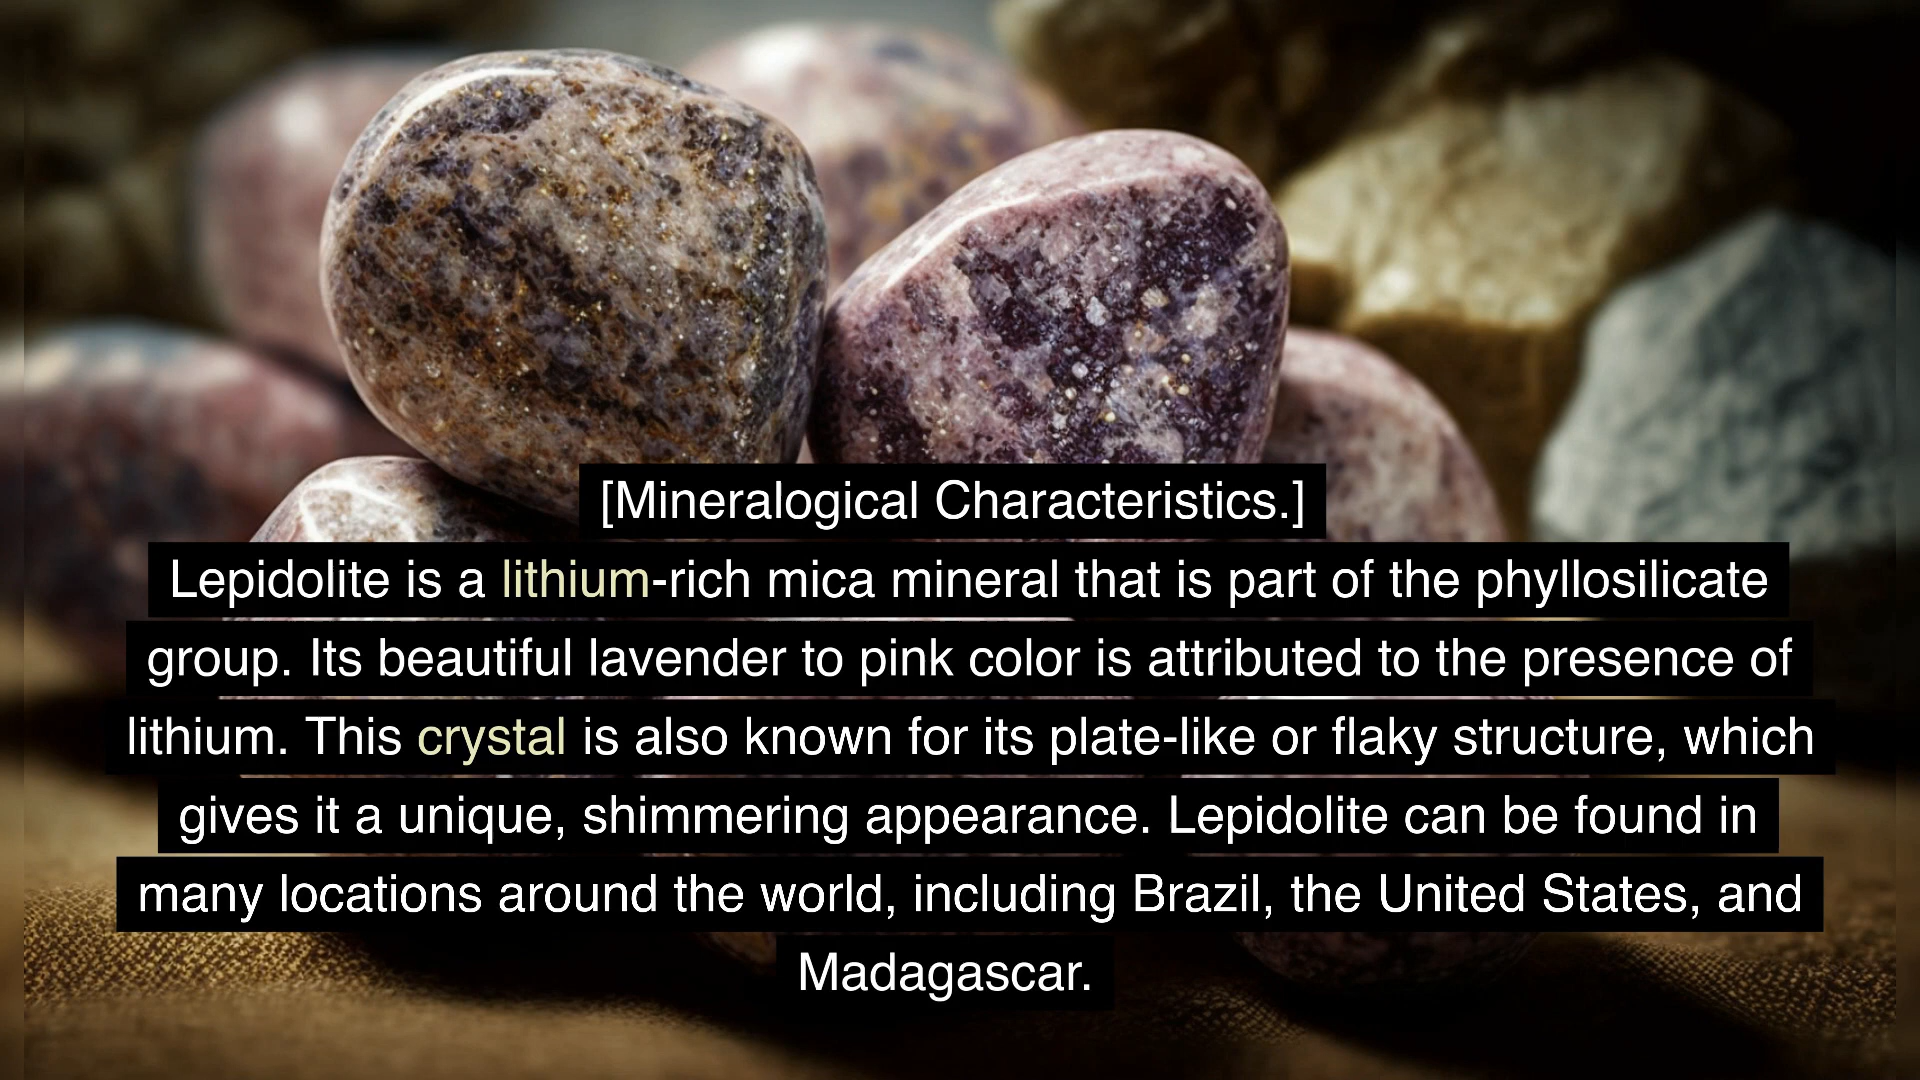 [Mineralogical Characteristics.]
Lepidolite is a lithium-rich mica mineral that is part of the phyllosilicate
group. Its beautiful lavender to pink color is attributed to the presence of
lithium. This crystal is also known for its plate-like or flaky structure, which
gives it a unique, shimmering appearance. Lepidolite can be found in
many locations around the world, including Brazil, the United States, and
Madagascar.